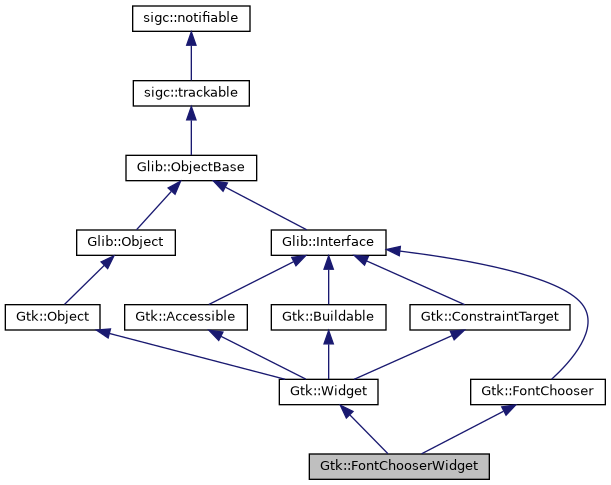 sigc::notifiable
sigc::trackable
Glib::ObjectBase
Glib::Object
Glib::Interface
Gtk::Object
Gtk::Accessible
Gtk::Buildable
Gtk::ConstraintTarget
Gtk::Widget
Gtk::FontChooser
Gtk::FontChooserWidget